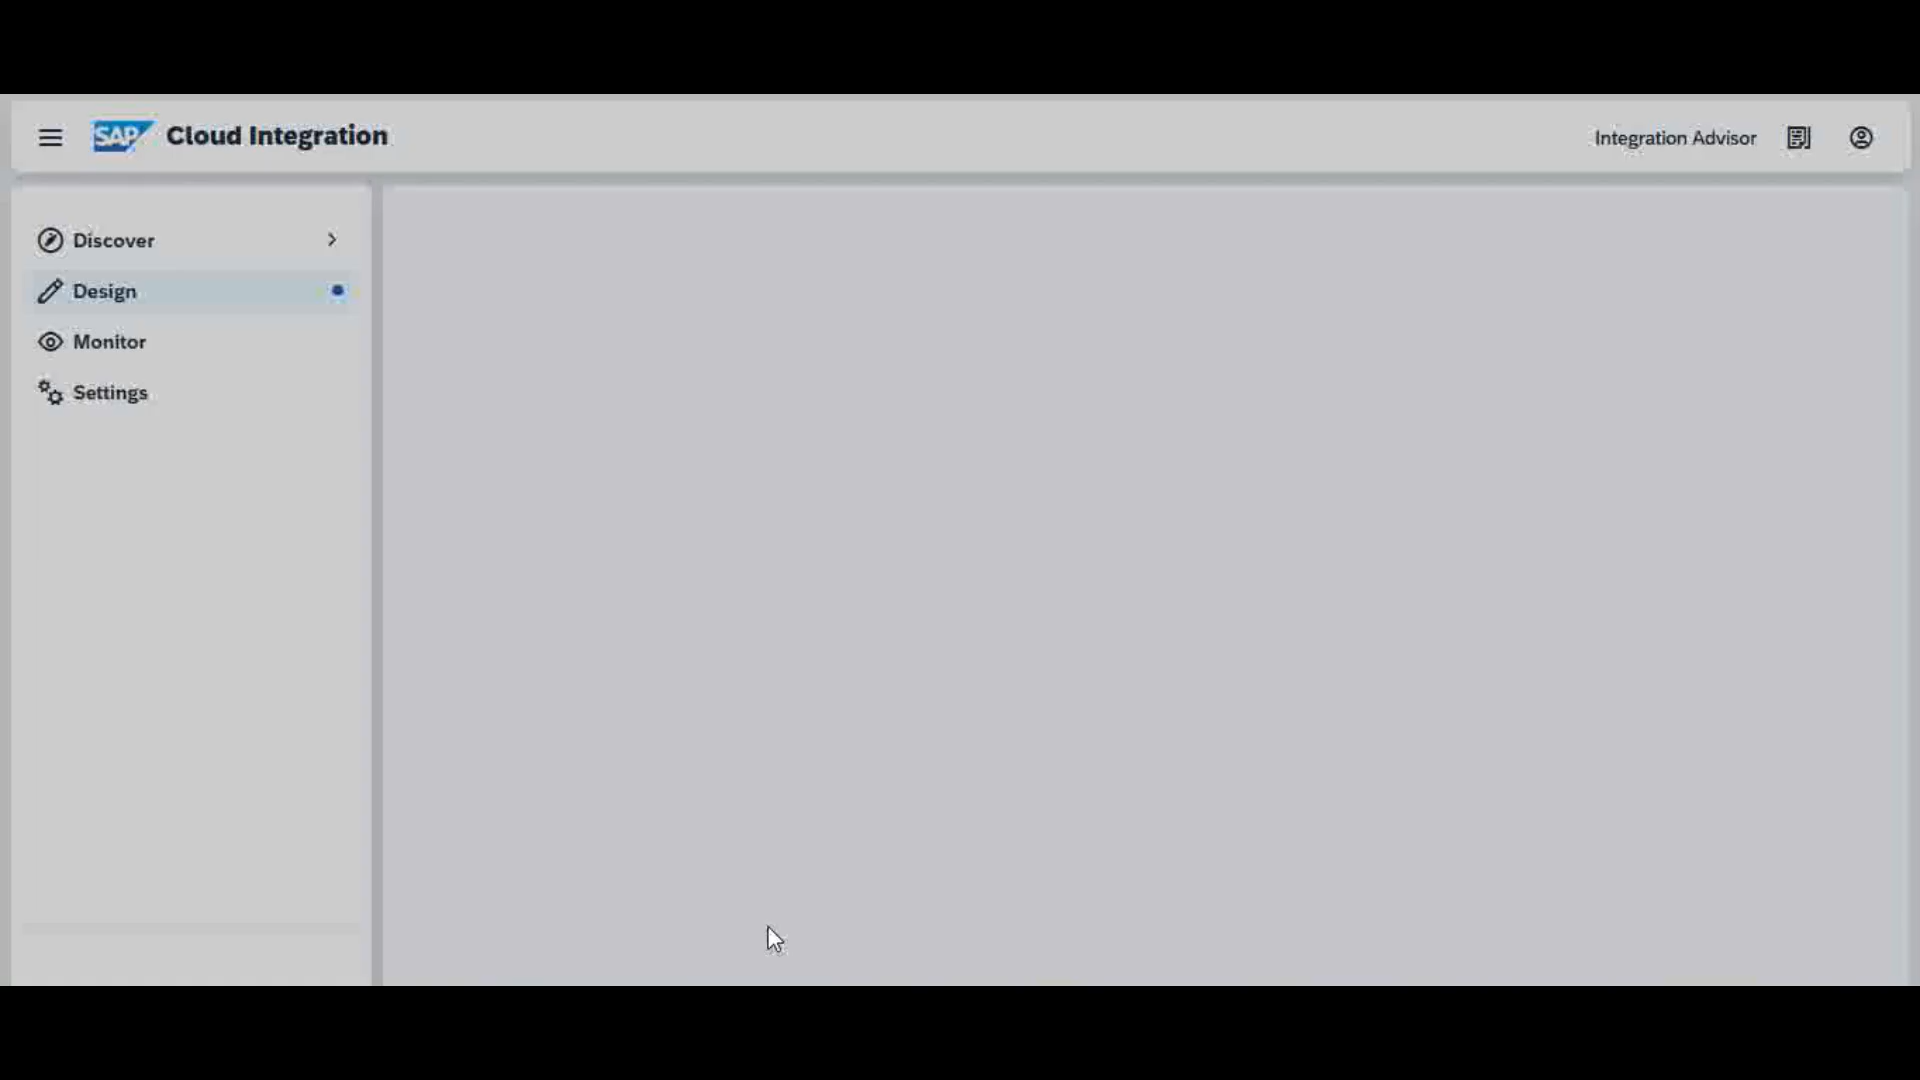 SAP Cloud Integration
Integration Advisor
Discover
Design
Monitor
Settings